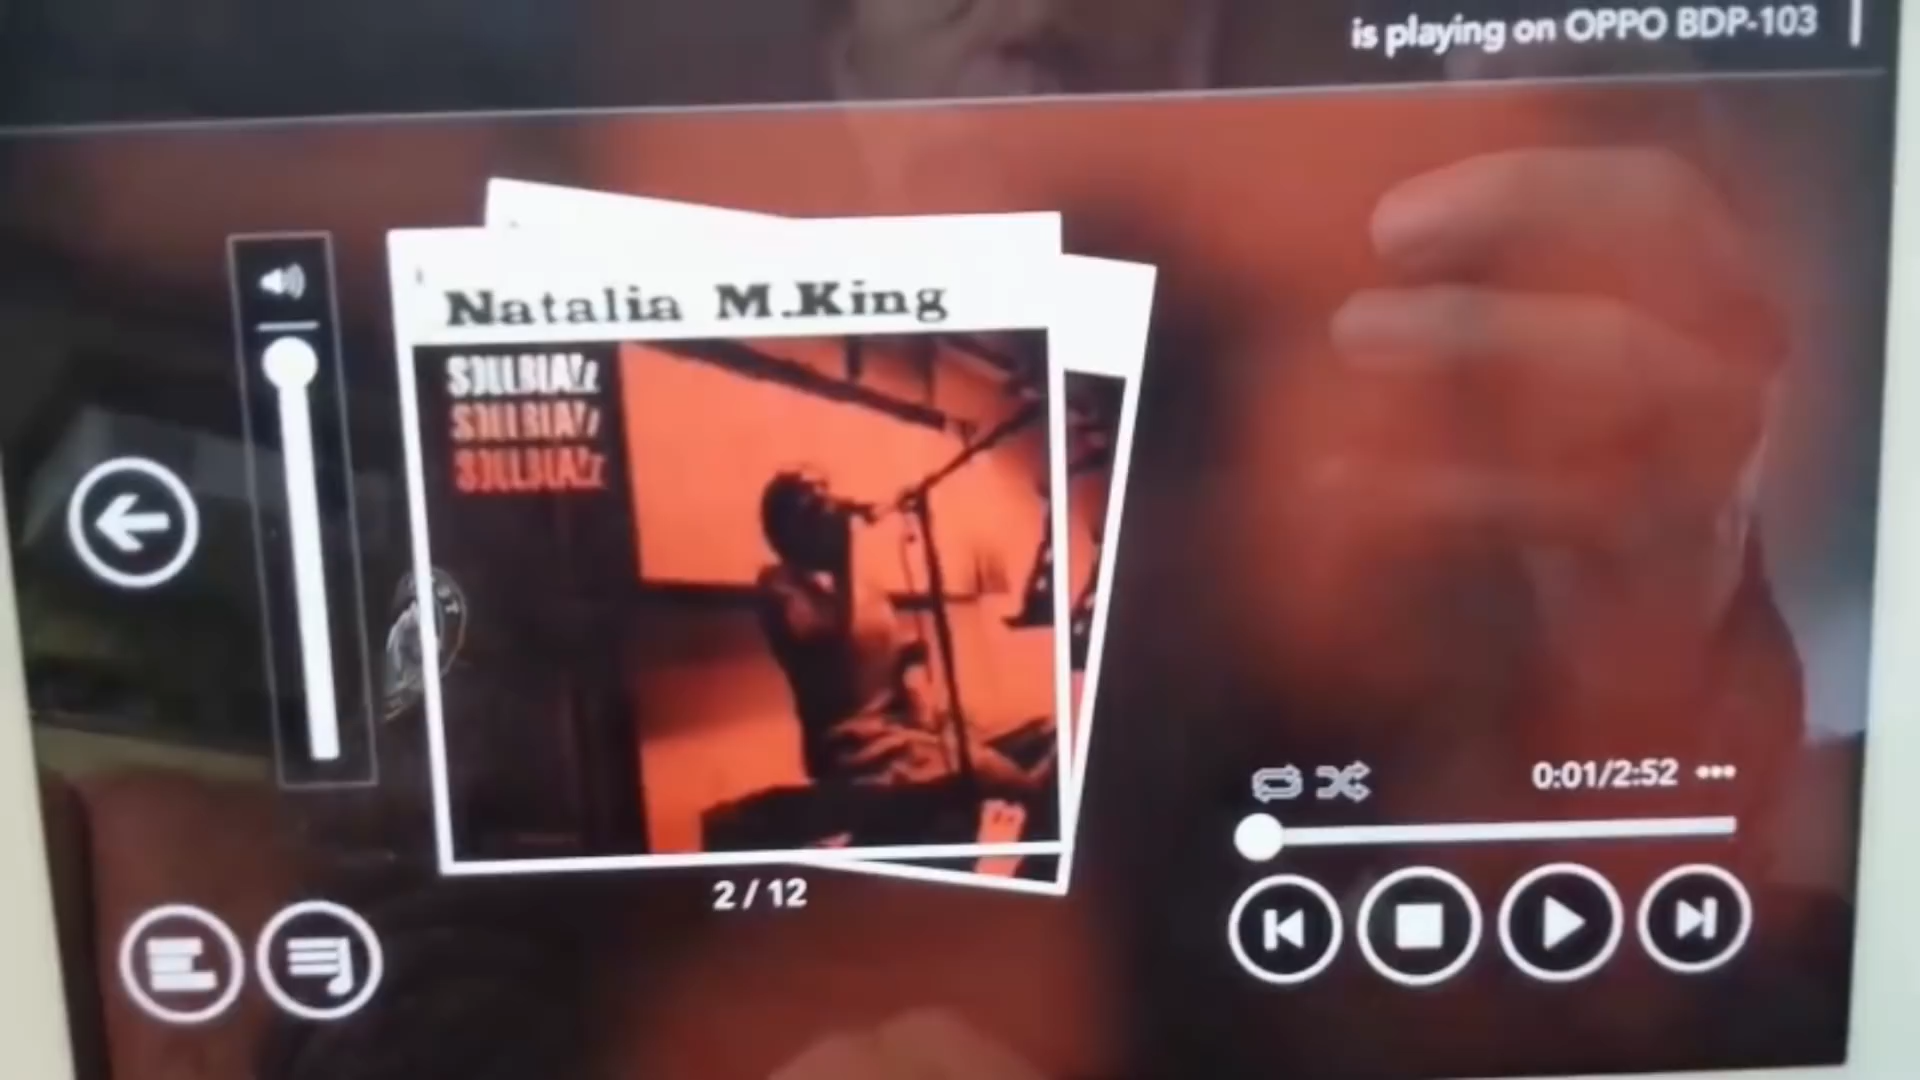 is playing on OPPO BDP-103
Natalia M.King
SOULBLAZZ
SOULBLAZZ
SOULBLAZZ
2 / 12
0:01/2:52